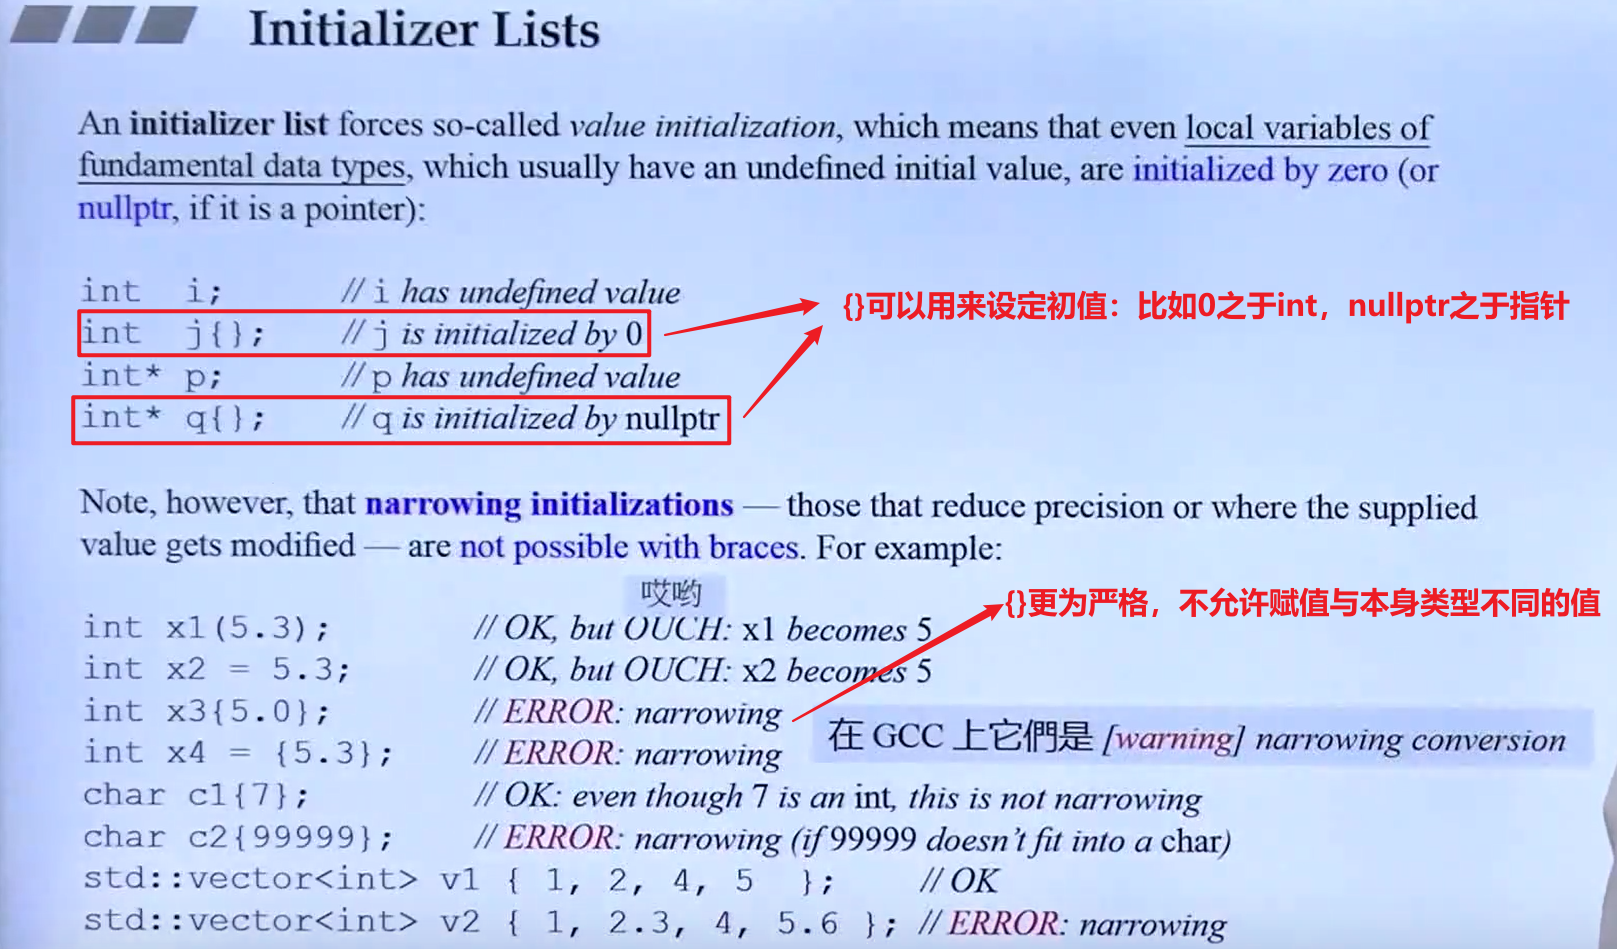 Initializer Lists
An initializer list forces so-called value initialization, which means that even local variables of
fundamental data types, which usually have an undefined initial value, are initialized by zero (or
nullptr, if it is a pointer):
int i; // i has undefined value
int j{}; // j is initialized by 0
int* p; // p has undefined value
int* q{}; // q is initialized by nullptr
{}可以用来设定初值：比如0之于int，nullptr之于指针
Note, however, that narrowing initializations — those that reduce precision or where the supplied
value gets modified — are not possible with braces. For example:
哎哟
{}更为严格，不允许赋值与本身类型不同的值
int x1(5.3); // OK, but OUCH: x1 becomes 5
int x2 = 5.3; // OK, but OUCH: x2 becomes 5
int x3{5.0}; // ERROR: narrowing
int x4 = {5.3}; // ERROR: narrowing
在 GCC 上它們是 [warning] narrowing conversion
char c1{7}; // OK: even though 7 is an int, this is not narrowing
char c2{99999}; // ERROR: narrowing (if 99999 doesn't fit into a char)
std::vector<int> v1 { 1, 2, 4, 5 }; // OK
std::vector<int> v2 { 1, 2.3, 4, 5.6 }; // ERROR: narrowing